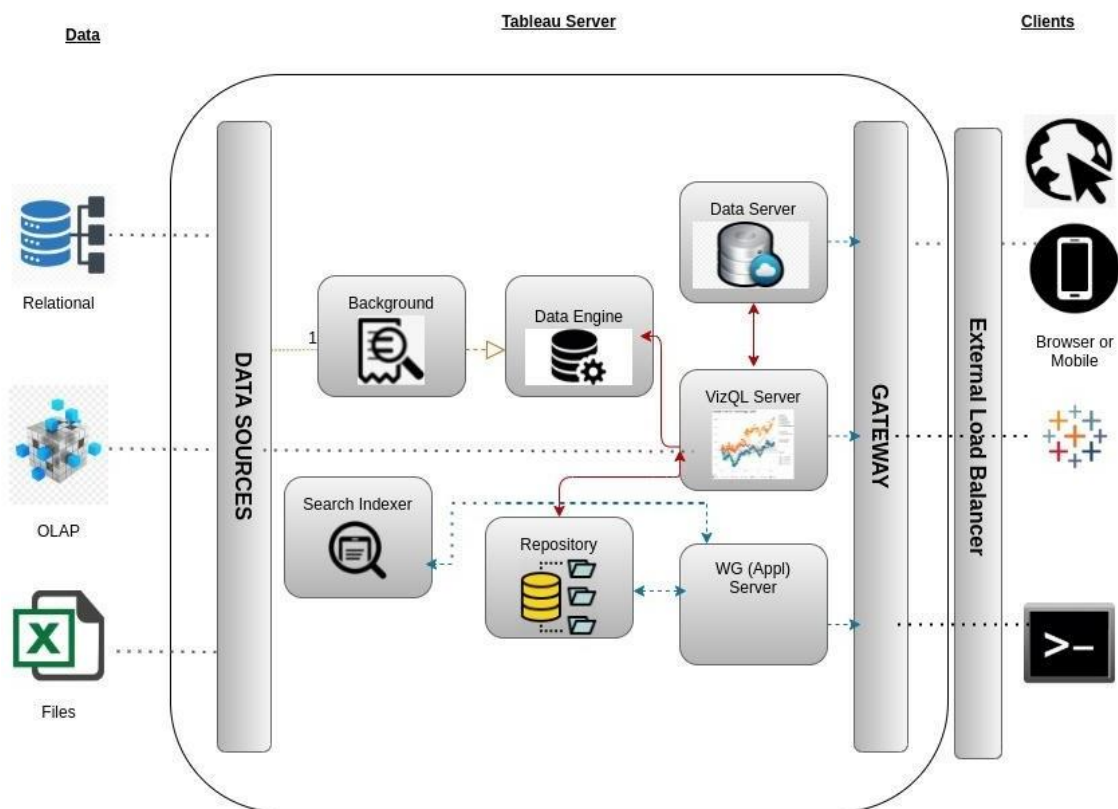 Data
Tableau Server
Clients
Relational
OLAP
Files
DATA SOURCES
1
Background
Data Engine
Data Server
VizQL Server
Search Indexer
Repository
WG (Appl)
Server
GATEWAY
External Load Balancer
Browser or
Mobile
X
>-